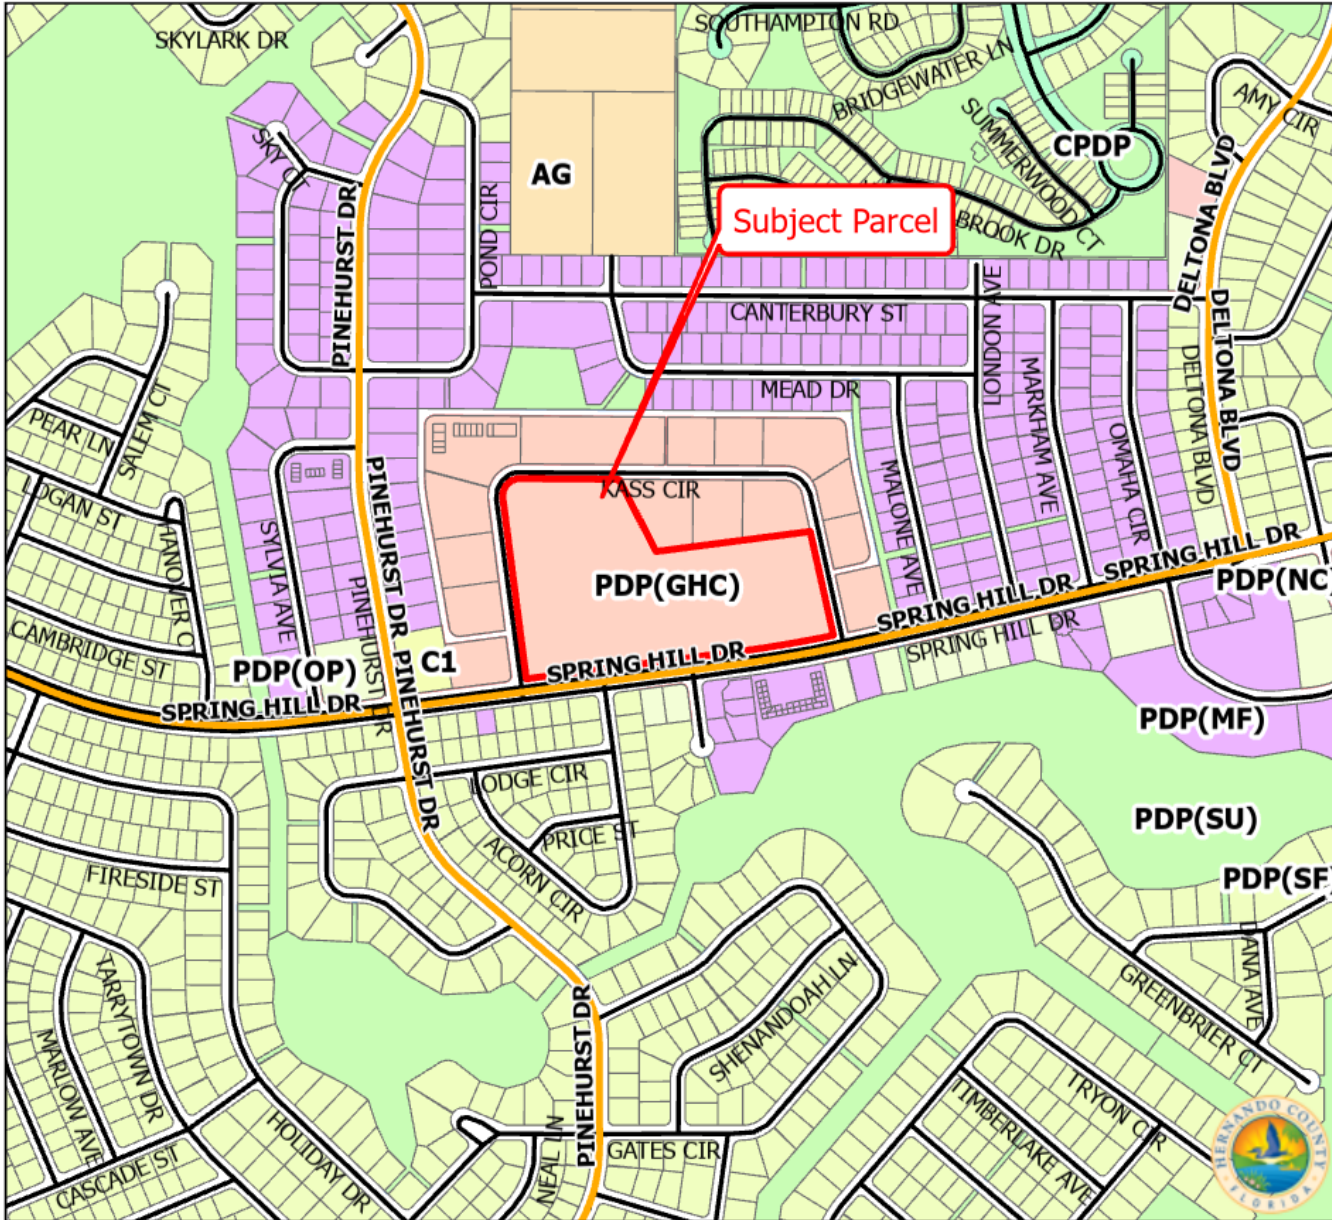 SKYLARK DR
SOUTHAMPTON RD
BRIDGEWATER LN
AMY CIR
SUMMERWOOD CT
CPDP
SKY CT
AG
DELTONA BLVD
PINEHURST DR
POND CIR
Subject Parcel
BROOK DR
CANTERBURY ST
LONDON AVE
DELTONA BLVD
DELTONA BLVD
MEAD DR
MARKHAM AVE
PEAR LN
SALEM CT
OMAHA CIR
LOGAN ST
KASS CIR
MALONE AVE
PINEHURST DR
HANOVER C
SYLVIA AVE
PINEHURST DR
SPRING HILL DR
PDP(GHC)
SPRING HILL DR
PDP(NC)
CAMBRIDGE ST
SPRING HILL DR
PDP(OP)
C1
SPRING HILL DR
SPRING HILL DR
PINEHURST DR
PDP(MF)
LODGE CIR
PRICE ST
PDP(SU)
ACORN CIR
FIRESIDE ST
PDP(SF)
DANA AVE
TARRYTOWN DR
SHENANDOAH LN
GREENBRIER CT
PINEHURST DR
MARLOW AVE
TRYON CIR
TIMBERLAKE AVE
HOLIDAY DR
NEAL LN
GATES CIR
CASCADE ST
HERNANDO COUNTY
FLORIDA